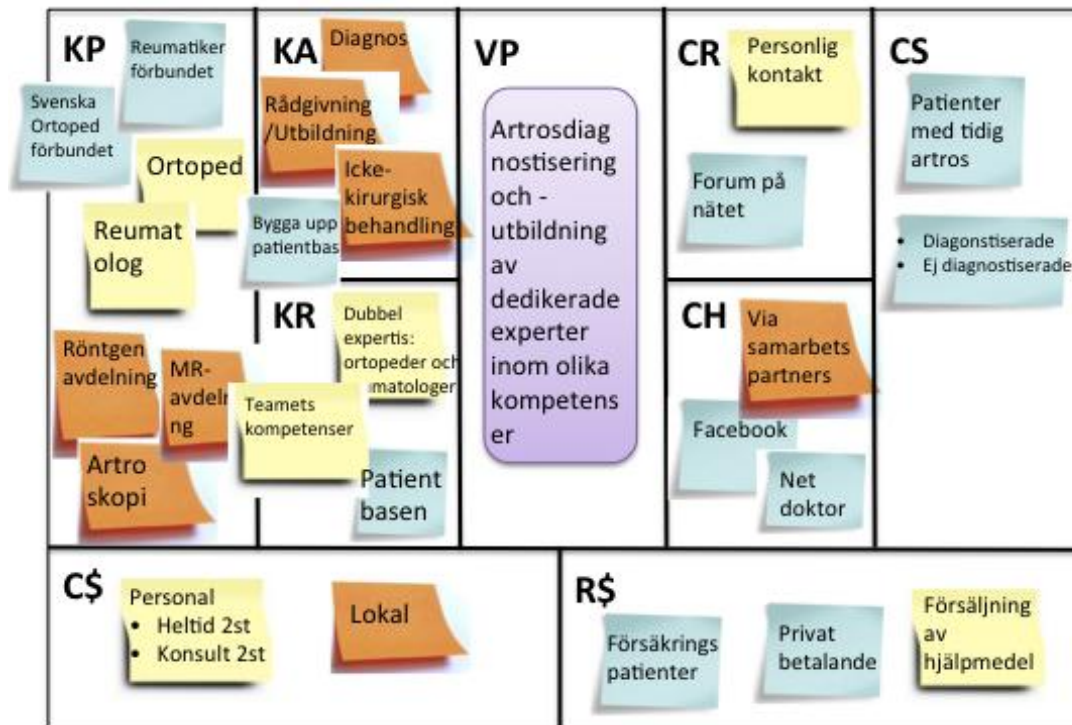 KP
Reumatiker
förbundet
Svenska
Ortoped
förbundet
Ortoped
Reumat
olog
Röntgen
avdelning
MR-
avdelni
ng
Artro
skopi
KA
Diagnos
Rådgivning
/Utbildning
Icke-
kirurgisk
behandling
Bygga upp
patientbas
KR
Dubbel
expertis:
ortopeder och
matologer
Teamets
kompetenser
Patient
basen
VP
Artrosdiag
nostisering
och -
utbildning
av
dedikerade
experter
inom olika
kompetens
er
CR
Personlig
kontakt
Forum på
nätet
CH
Via
samarbets
partners
Facebook
Net
doktor
CS
Patienter
med tidig
artros
• Diagonstiserade
• Ej diagnostiserade
C$
Personal
• Heltid 2st
• Konsult 2st
Lokal
R$
Försäkrings
patienter
Privat
betalande
Försäljning
av
hjälpmedel